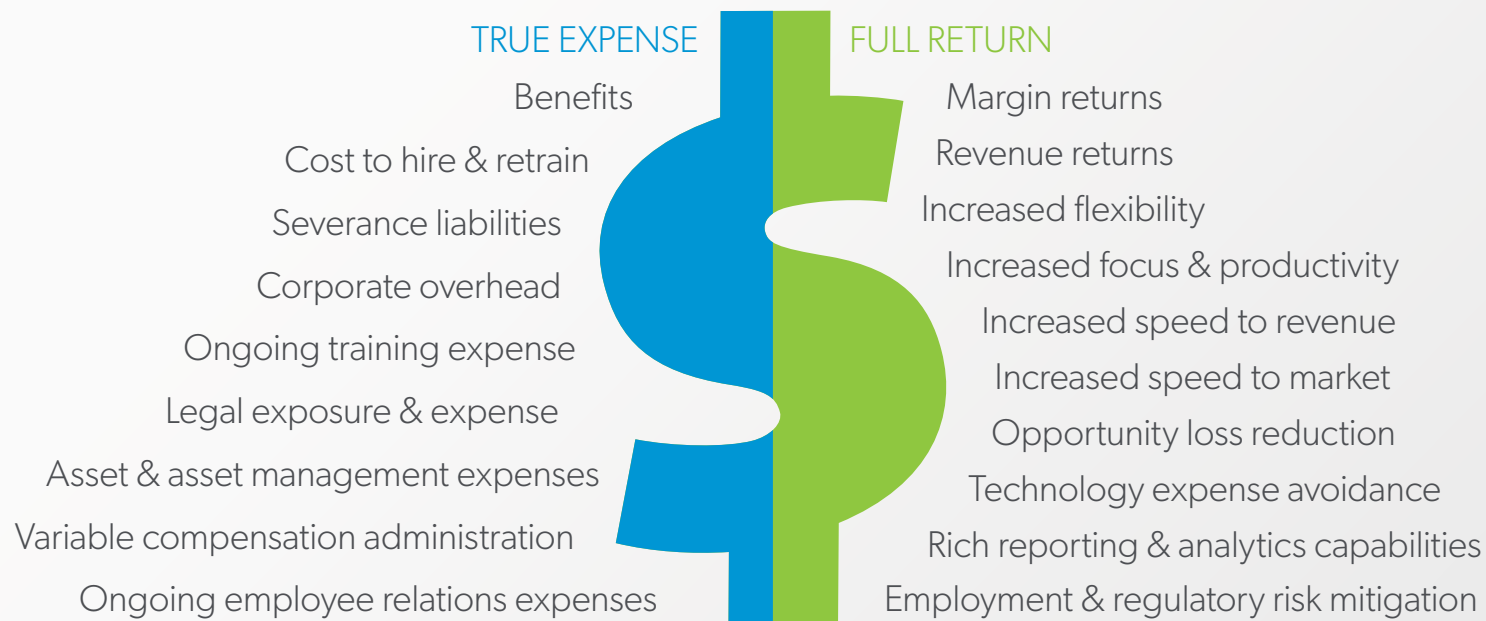 TRUE EXPENSE
Benefits
Cost to hire & retrain
Severance liabilities
Corporate overhead
Ongoing training expense
Legal exposure & expense
Asset & asset management expenses
Variable compensation administration
Ongoing employee relations expenses
FULL RETURN
Margin returns
Revenue returns
Increased flexibility
Increased focus & productivity
Increased speed to revenue
Increased speed to market
Opportunity loss reduction
Technology expense avoidance
Rich reporting & analytics capabilities
Employment & regulatory risk mitigation